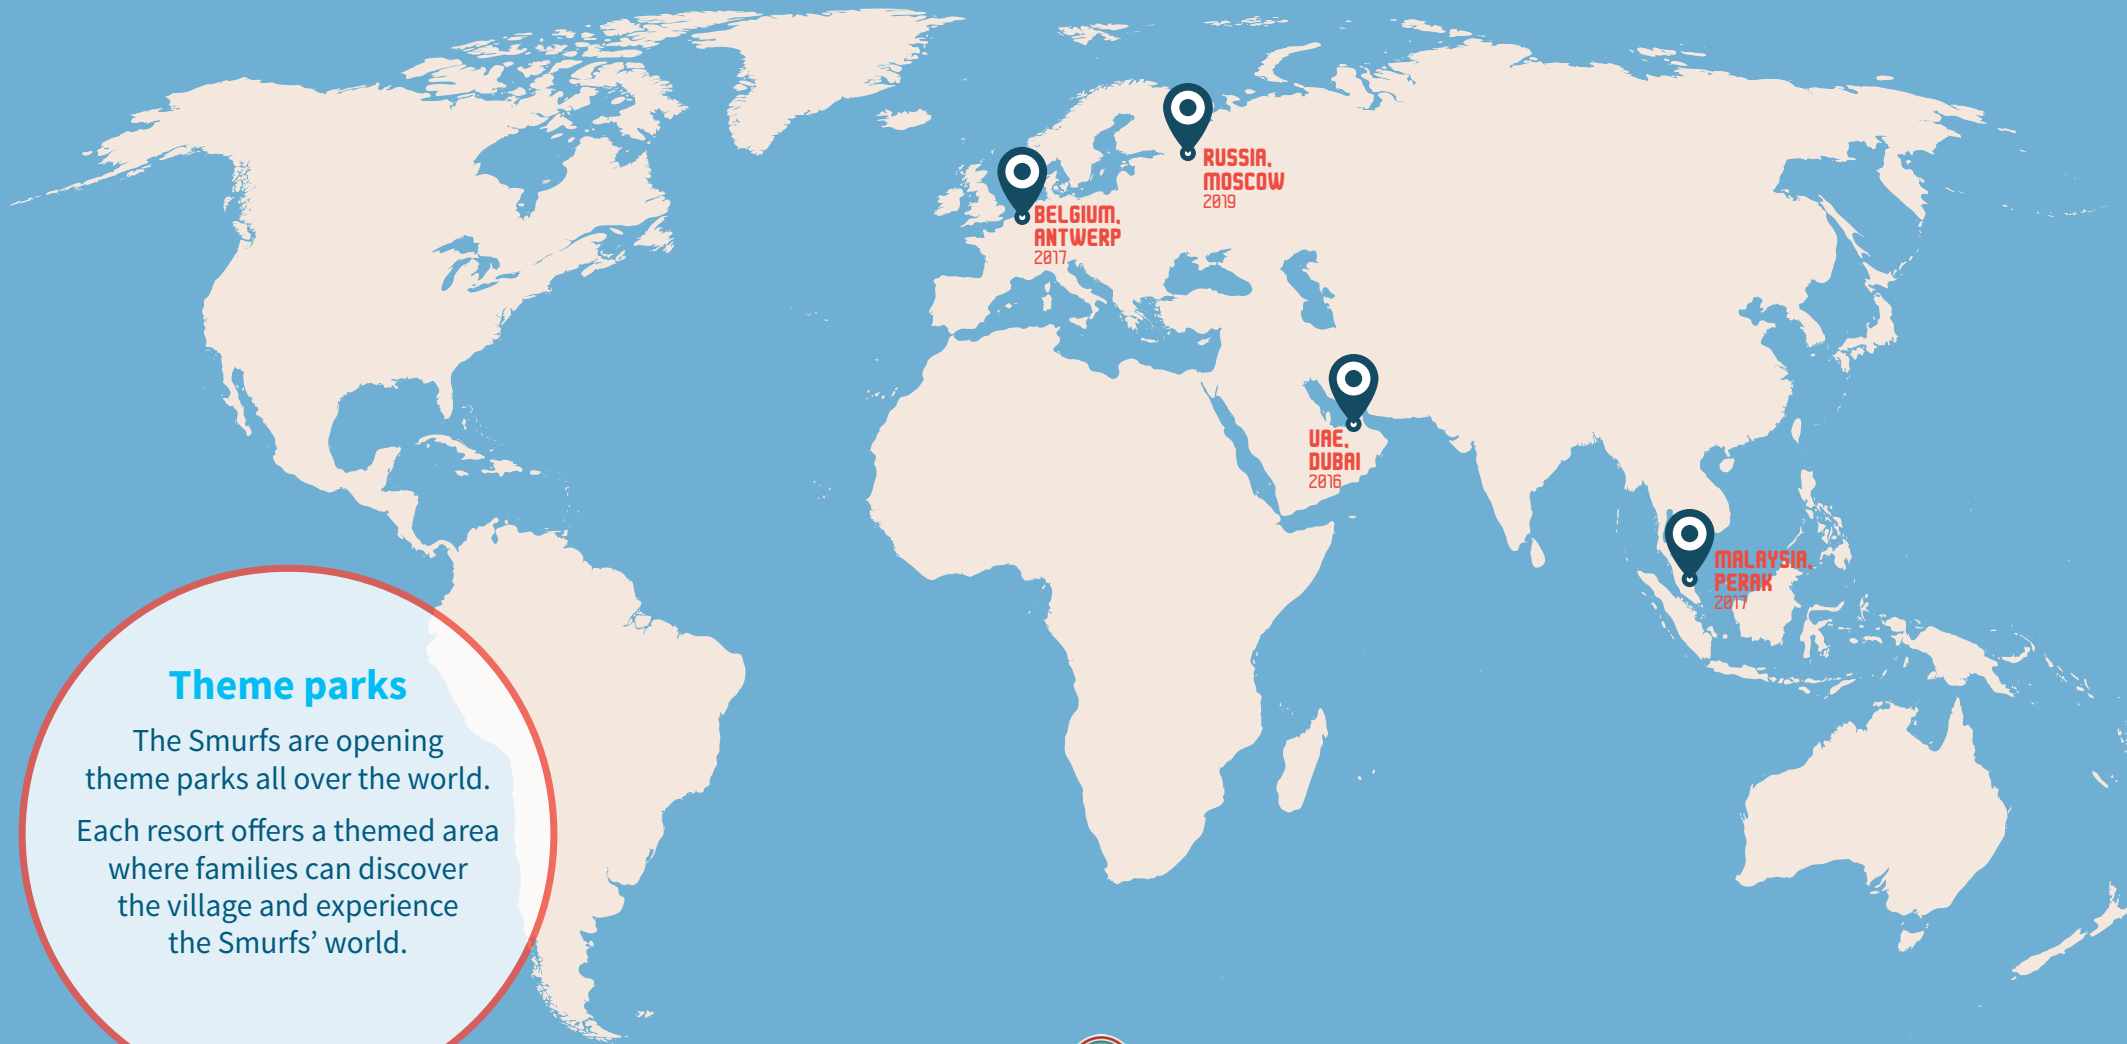 RUSSIA,
MOSCOW
2019
BELGIUM,
ANTWERP
2017
UAE,
DUBAI
2016
MALAYSIA,
PERAK
2017
Theme parks
The Smurfs are opening
theme parks all over the world.
Each resort offers a themed area
where families can discover
the village and experience
the Smurfs’ world.